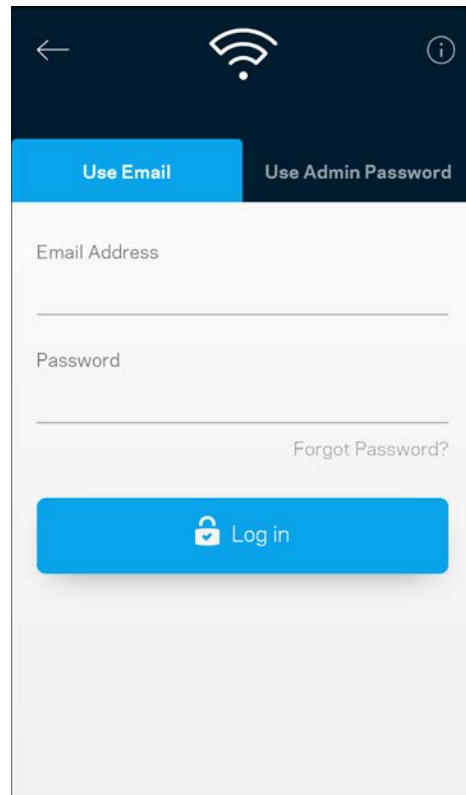 Use Email
Use Admin Password
Email Address
Password
Forgot Password?
Log in